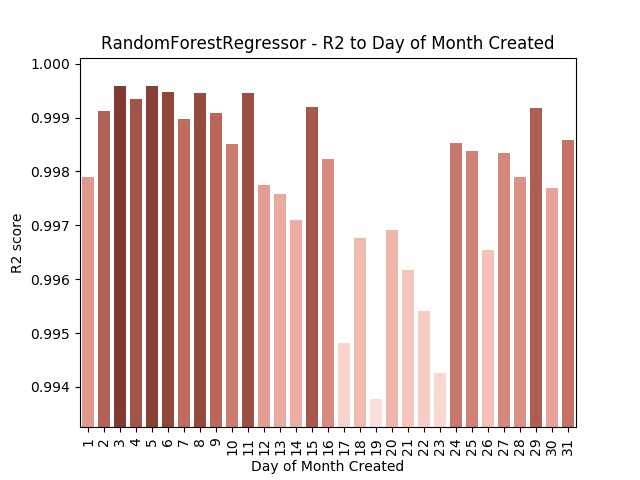 RandomForestRegressor - R2 to Day of Month Created
1.000
0.999
0.998
0.997
0.996
0.995
0.994
R2 score
1 2 3 4 5 6 7 8 9 10 11 12 13 14 15 16 17 18 19 20 21 22 23 24 25 26 27 28 29 30 31
Day of Month Created